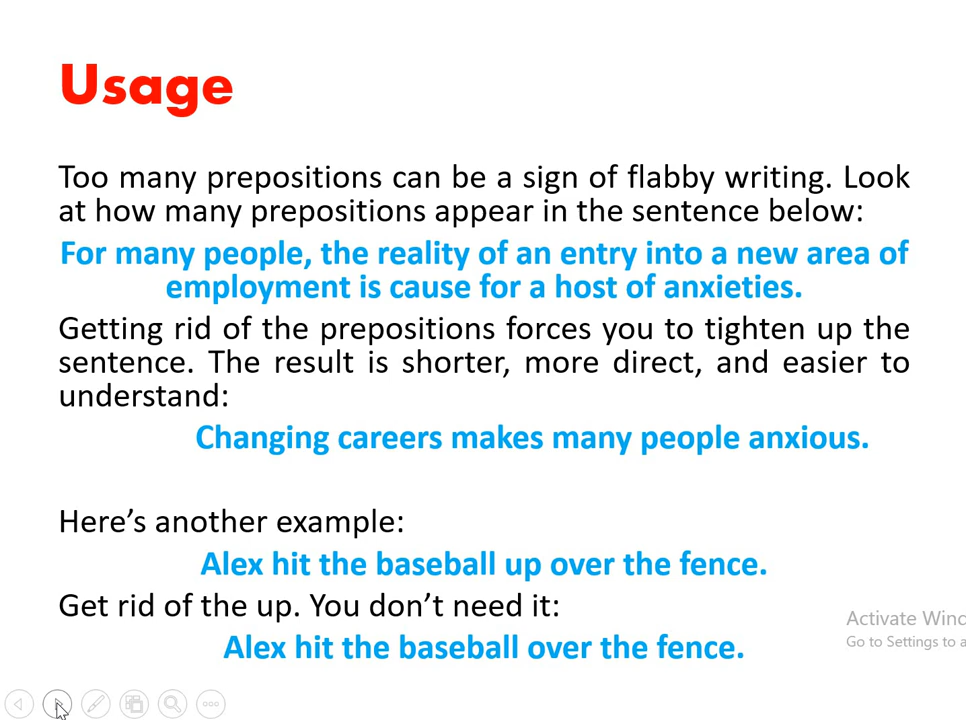 Usage
Too many prepositions can be a sign of flabby writing. Look
at how many prepositions appear in the sentence below:
For many people, the reality of an entry into a new area of
employment is cause for a host of anxieties.
Getting rid of the prepositions forces you to tighten up the
sentence. The result is shorter, more direct, and easier to
understand:
Changing careers makes many people anxious.
Here’s another example:
Alex hit the baseball up over the fence.
Get rid of the up. You don’t need it:
Activate Wind
Go to Settings to a
Alex hit the baseball over the fence.